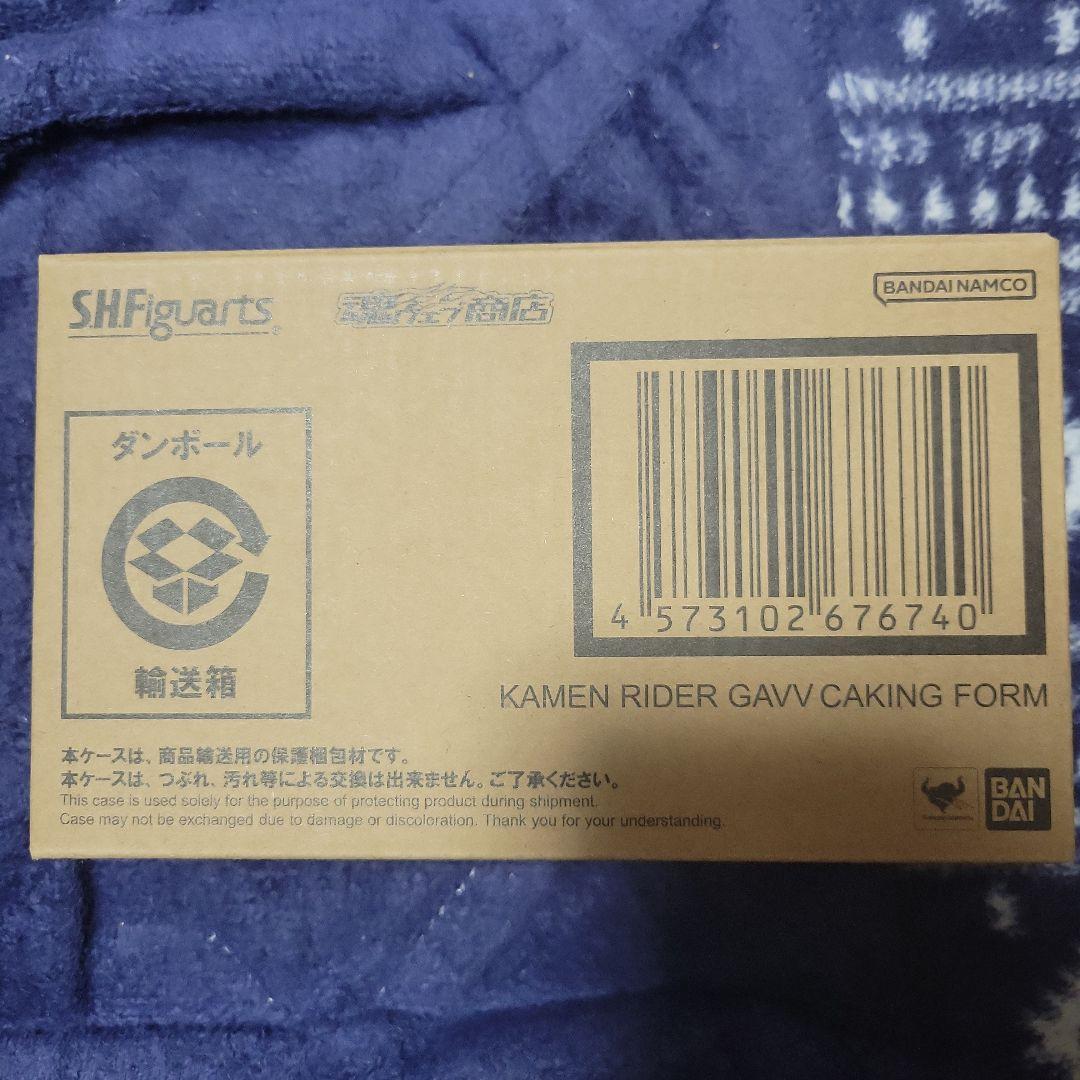 S.H.Figuarts
魂ウェブ商店
BANDAI NAMCO
ダンボール
輸送箱
4 573102 676740
KAMEN RIDER GAVV CAKING FORM
本ケースは、商品輸送用の保護梱包材です。
本ケースは、つぶれ、汚れ等による交換は出来ません。ご了承ください。
This case is used solely for the purpose of protecting product during shipment.
Case may not be exchanged due to damage or discoloration. Thank you for your understanding.
BAN
DAI